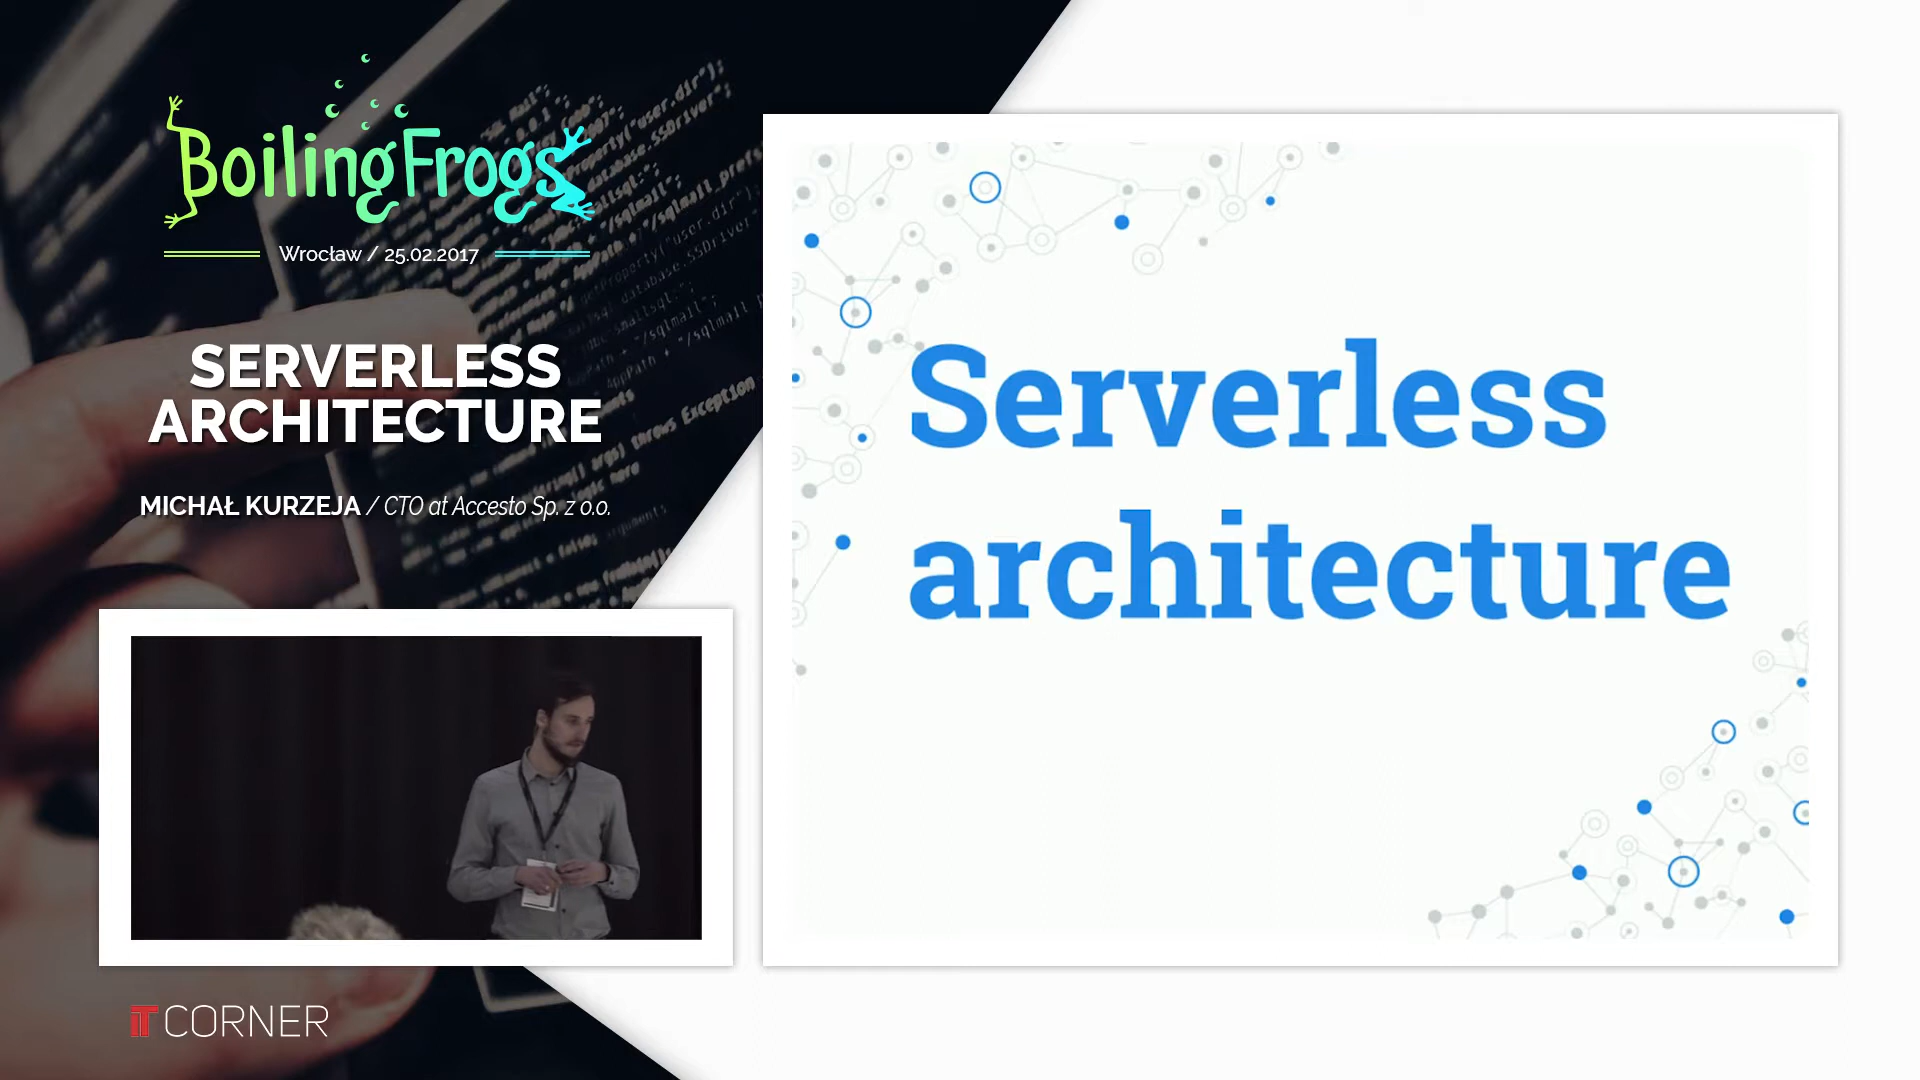 BoilingFrogs
Wrocław / 25.02.2017
SERVERLESS
ARCHITECTURE
MICHAŁ KURZEJA / CTO at Accesto Sp. z o.o.
Serverless
architecture
IT CORNER